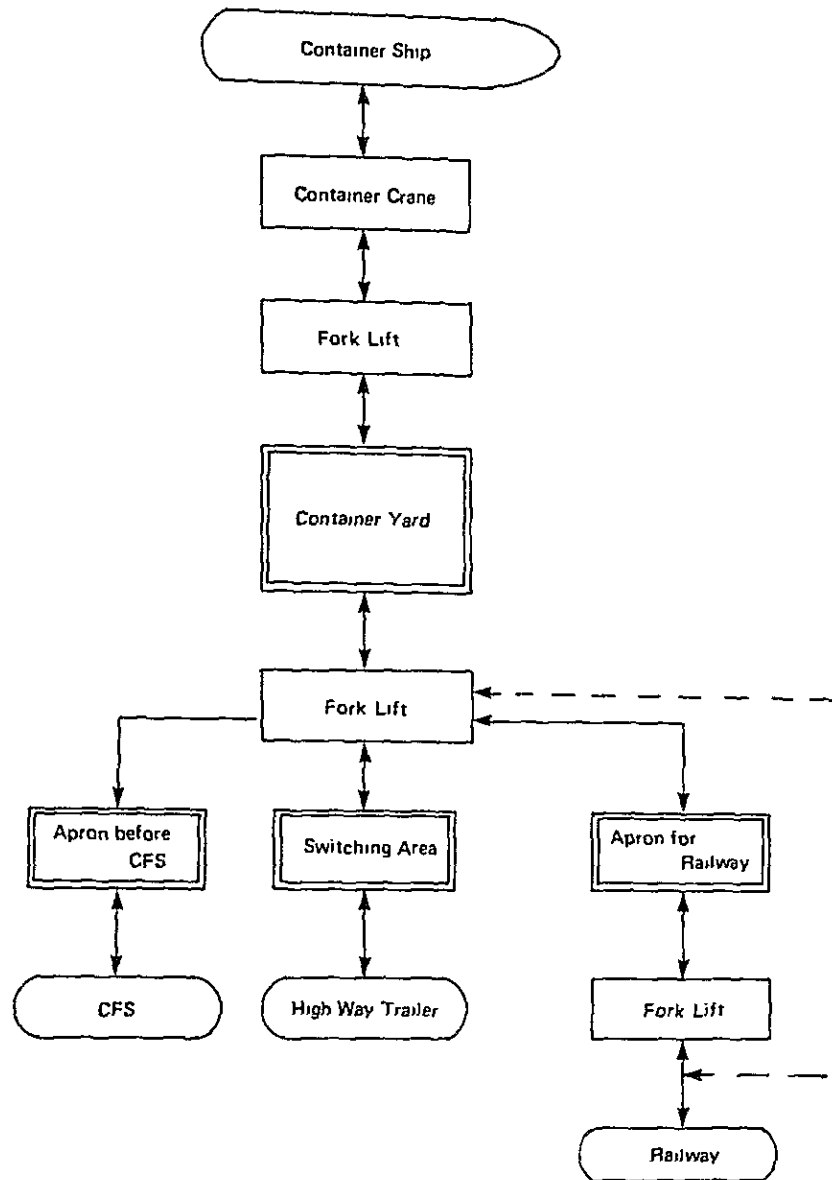 Container Ship
Container Crane
Fork Lift
Container Yard
Fork Lift
Apron before
CFS
Switching Area
Apron for
Railway
CFS
High Way Trailer
Fork Lift
Railway